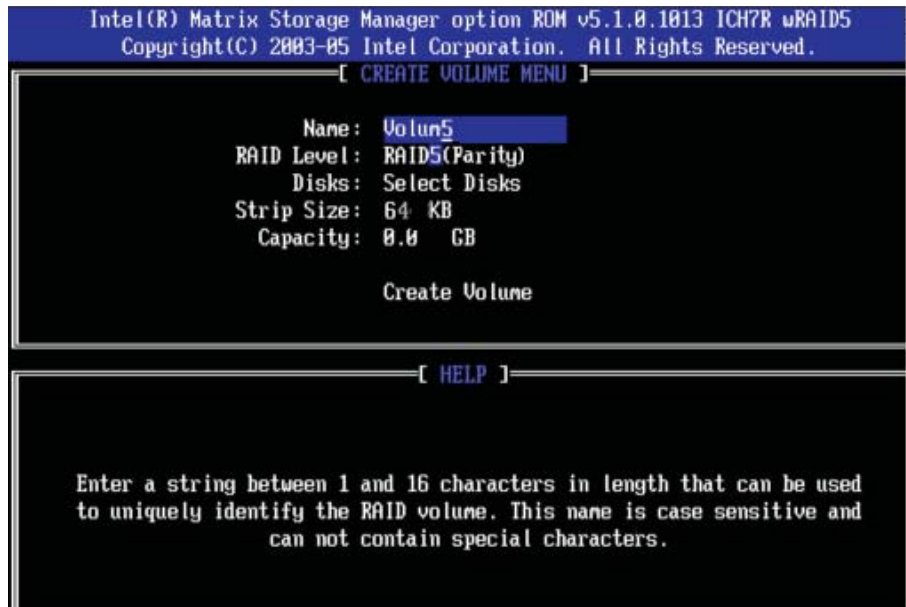 Intel(R) Matrix Storage Manager option ROM v5.1.0.1013 ICH7R wRAID5
Copyright(C) 2003-05 Intel Corporation. All Rights Reserved.
[ CREATE VOLUME MENU ]
Name: Volum5
RAID Level: RAID5(Parity)
Disks: Select Disks
Strip Size: 64 KB
Capacity: 0.0 GB
Create Volume
[ HELP ]
Enter a string between 1 and 16 characters in length that can be used
to uniquely identify the RAID volume. This name is case sensitive and
can not contain special characters.